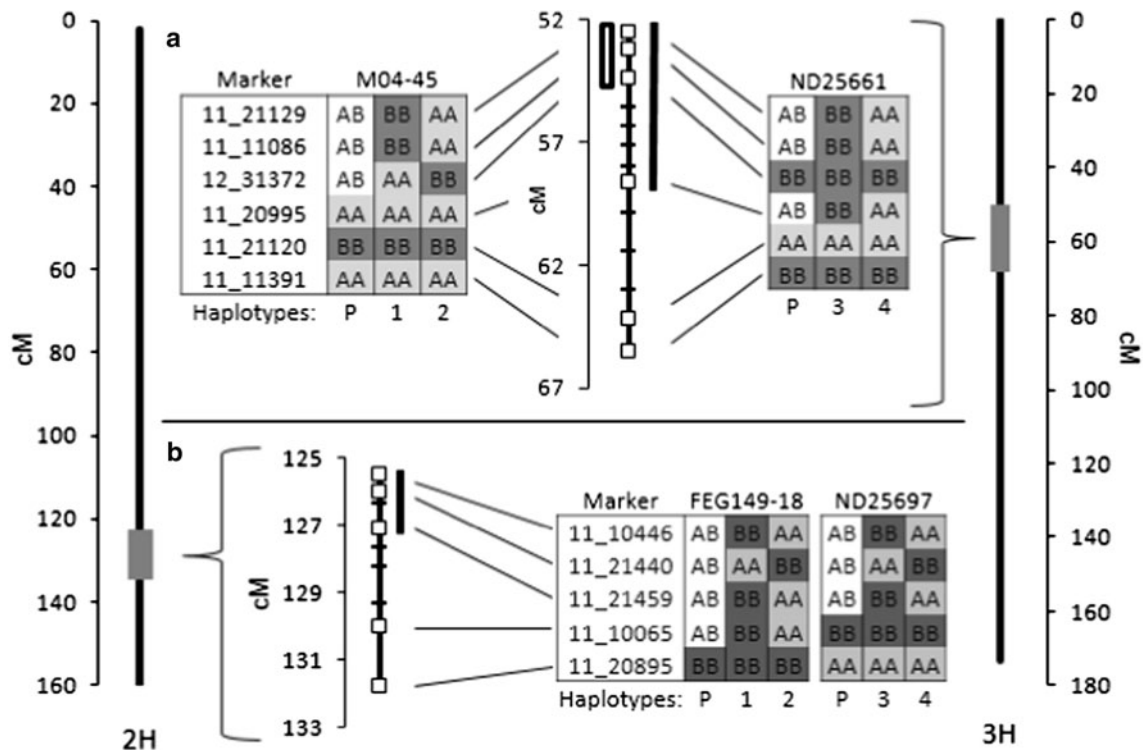 a
0
20
40
60
80
100
120
140
160
cM
2H
Marker M04-45
11_21129 AB BB AA
11_11086 AB BB AA
12_31372 AB AA BB
11_20995 AA AA AA
11_21120 BB BB BB
11_11391 AA AA AA
Haplotypes: P 1 2
52
57
62
67
cM
ND25661
AB BB AA
AB BB AA
BB BB BB
AB BB AA
AA AA AA
BB BB BB
P 3 4
0
20
40
60
80
100
120
140
160
180
cM
3H
b
125
127
129
131
133
cM
Marker FEG149-18 ND25697
11_10446 AB BB AA AB BB AA
11_21440 AB AA BB AB AA BB
11_21459 AB BB AA AB BB AA
11_10065 AB BB AA BB BB BB
11_20895 BB BB BB AA AA AA
Haplotypes: P 1 2 P 3 4